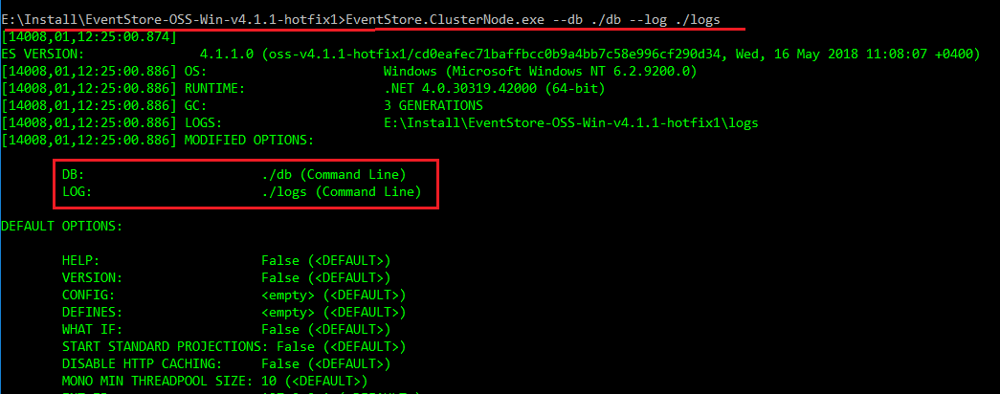 E:\Install\EventStore-OSS-Win-v4.1.1-hotfix1>EventStore.ClusterNode.exe --db ./db --log ./logs
[14008,01,12:25:00.874]
ES VERSION: 4.1.1.0 (oss-v4.1.1-hotfix1/cd0eafec71baffbcc0b9a4bb7c58e996cf290d34, Wed, 16 May 2018 11:08:07 +0400)
[14008,01,12:25:00.886] OS: Windows (Microsoft Windows NT 6.2.9200.0)
[14008,01,12:25:00.886] RUNTIME: .NET 4.0.30319.42000 (64-bit)
[14008,01,12:25:00.886] GC: 3 GENERATIONS
[14008,01,12:25:00.886] LOGS: E:\Install\EventStore-OSS-Win-v4.1.1-hotfix1\logs
[14008,01,12:25:00.886] MODIFIED OPTIONS:
DB: ./db (Command Line)
LOG: ./logs (Command Line)
DEFAULT OPTIONS:
HELP: False (<DEFAULT>)
VERSION: False (<DEFAULT>)
CONFIG: <empty> (<DEFAULT>)
DEFINES: <empty> (<DEFAULT>)
WHAT IF: False (<DEFAULT>)
START STANDARD PROJECTIONS: False (<DEFAULT>)
DISABLE HTTP CACHING: False (<DEFAULT>)
MONO MIN THREADPOOL SIZE: 10 (<DEFAULT>)